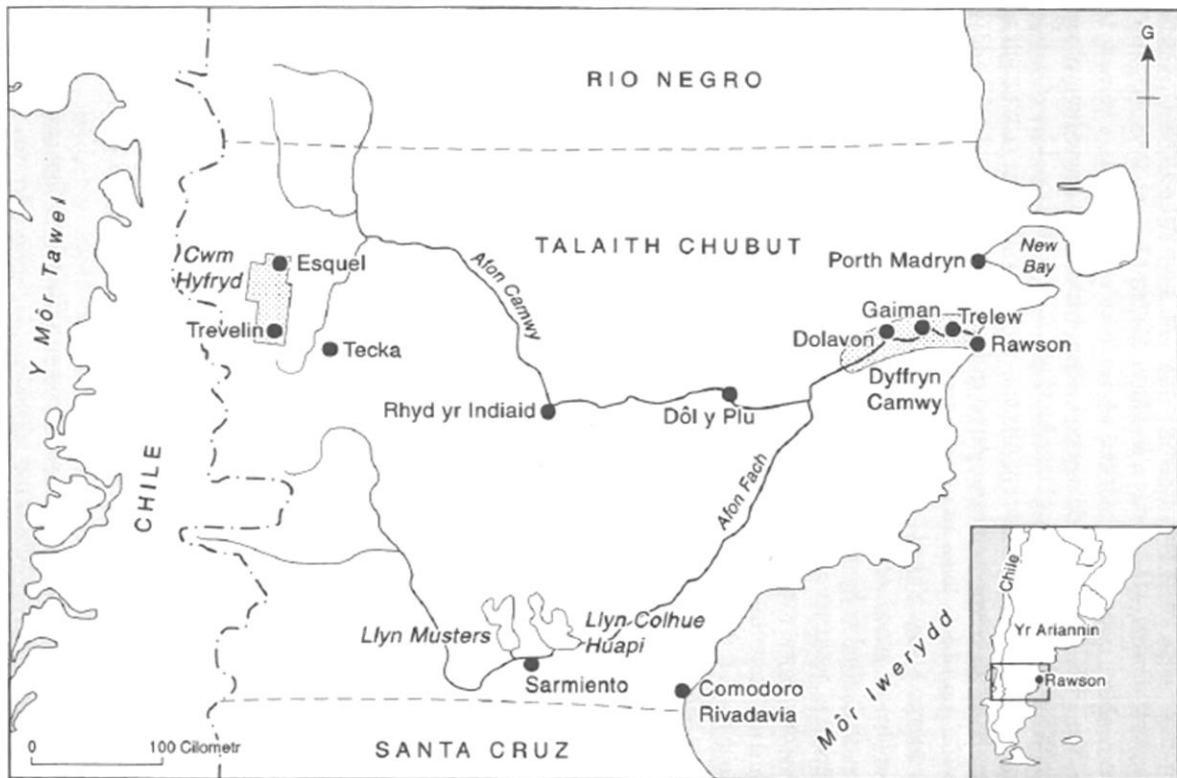 RIO NEGRO
G
Y Môr Tawel
TALAITH CHUBUT
New
Bay
Porth Madryn
Cwm
Hyfryd
Esquel
Afon Camwy
Gaiman
Trelew
Trevelin
Dolavon
Rawson
Tecka
Dyffryn
Camwy
Rhyd yr Indiaid
Dôl y Plu
CHILE
Afon Fach
Llyn Musters
Llyn Colhue
Huapi
Sarmiento
Comodoro
Rivadavia
Môr Iwerydd
0
100 Cilometr
SANTA CRUZ
Chile
Yr Ariannin
Rawson